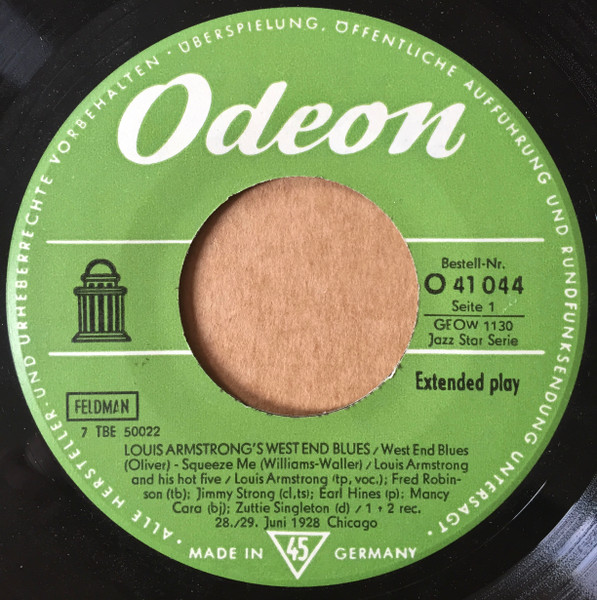 ALLE HERSTELLER- UND URHEBERRECHTE VORBEHALTEN · ÜBERSPIELUNG, ÖFFENTLICHE AUFFÜHRUNG UND RUNDFUNKSENDUNG UNTERSAGT ·
Odeon
Bestell-Nr.
O 41 044
Seite 1
GEOW 1130
Jazz Star Serie
Extended play
FELDMAN
7 TBE 50022
LOUIS ARMSTRONG'S WEST END BLUES / West End Blues
(Oliver) - Squeeze Me (Williams-Waller) / Louis Armstrong
and his hot five / Louis Armstrong (tp, voc.); Fred Robin-
son (tb); Jimmy Strong (cl,ts); Earl Hines (p); Mancy
Cara (bj); Zuttie Singleton (d) / 1 + 2 rec.
28./29. Juni 1928 Chicago
MADE IN 45 GERMANY